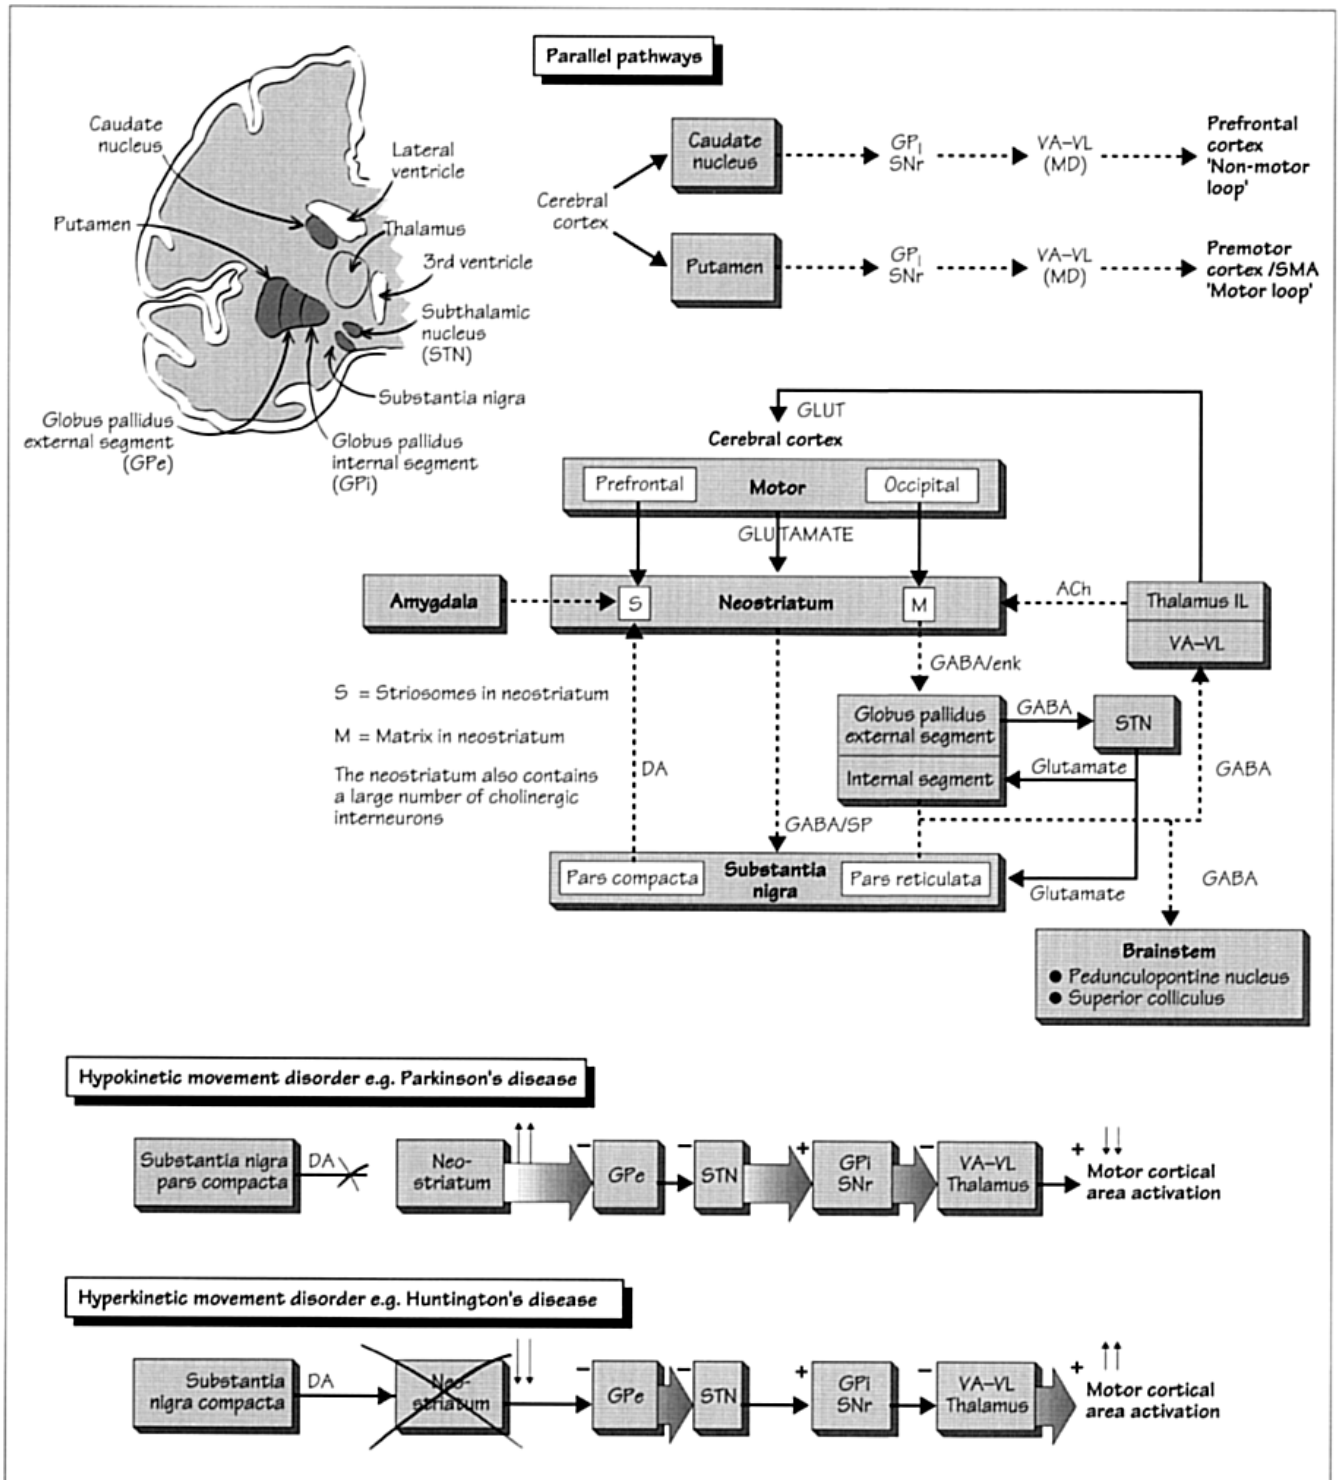 Parallel pathways
Caudate
nucleus
Lateral
ventricle
Putamen
Thalamus
3rd ventricle
Subthalamic
nucleus
(STN)
Substantia nigra
Globus pallidus
external segment
(GPe)
Globus pallidus
internal segment
(GPi)
Cerebral
cortex
Caudate
nucleus
GPi
SNr
VA–VL
(MD)
Prefrontal
cortex
'Non-motor
loop'
Putamen
GPi
SNr
VA–VL
(MD)
Premotor
cortex /SMA
'Motor loop'
GLUT
Cerebral cortex
Prefrontal
Motor
Occipital
GLUTAMATE
Amygdala
S
Neostriatum
M
ACh
Thalamus IL
VA–VL
GABA/enk
S = Striosomes in neostriatum
M = Matrix in neostriatum
The neostriatum also contains
a large number of cholinergic
interneurons
DA
GABA/SP
Globus pallidus
external segment
Internal segment
GABA
STN
Glutamate
GABA
Pars compacta
Substantia
nigra
Pars reticulata
Glutamate
GABA
Brainstem
● Pedunculopontine nucleus
● Superior colliculus
Hypokinetic movement disorder e.g. Parkinson's disease
Substantia nigra
pars compacta
DA
Neo-
striatum
–
GPe
–
STN
+
GPi
SNr
–
VA–VL
Thalamus
+
Motor cortical
area activation
Hyperkinetic movement disorder e.g. Huntington's disease
Substantia
nigra compacta
DA
Neo-
striatum
–
GPe
–
STN
+
GPi
SNr
–
VA–VL
Thalamus
+
Motor cortical
area activation